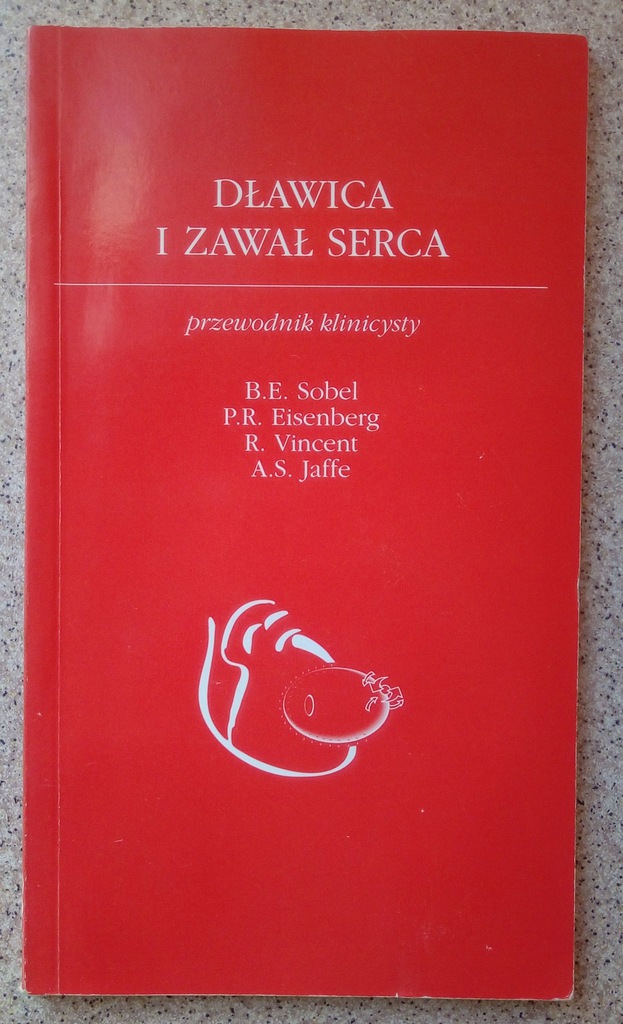 DŁAWICA
I ZAWAŁ SERCA
przewodnik klinicysty
B.E. Sobel
P.R. Eisenberg
R. Vincent
A.S. Jaffe